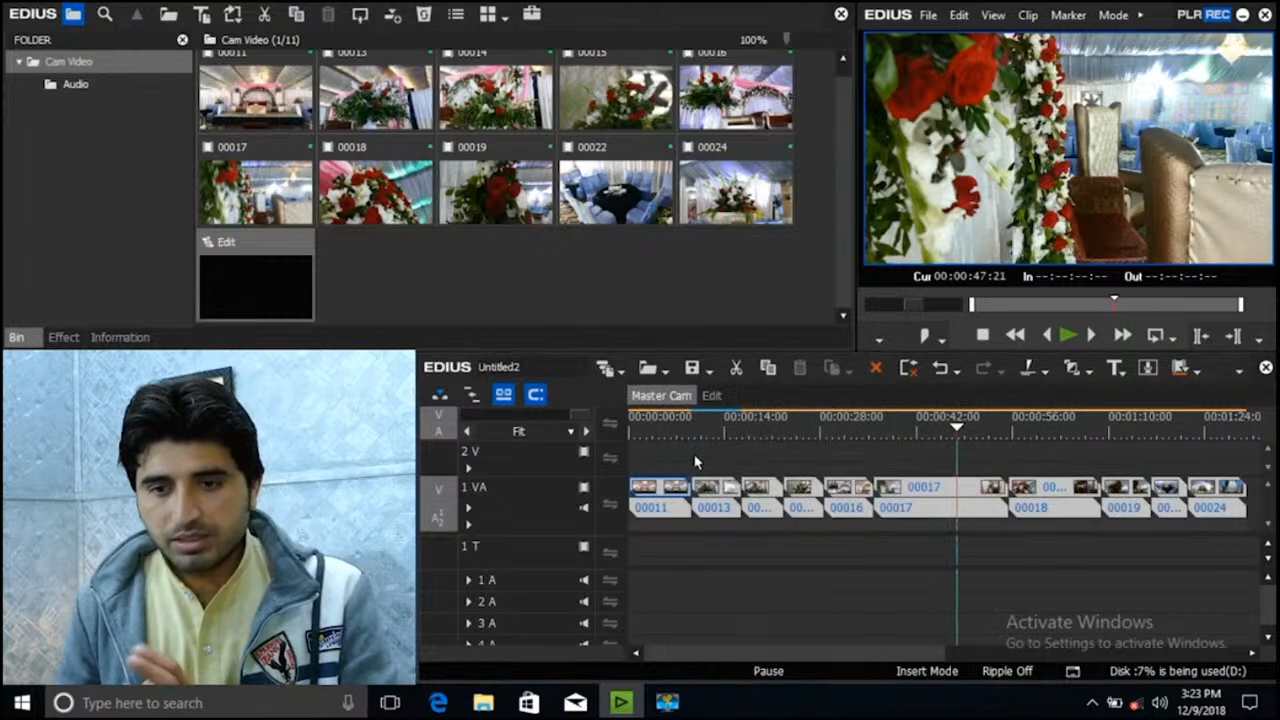 EDIUS
FOLDER
Cam Video
Audio
Cam Video (1/11)
100%
00011 00013 00014 00015 00016
00017 00018 00019 00022 00024
Edit
Bin Effect Information
EDIUS File Edit View Clip Marker Mode PLR REC
Cur 00:00:47:21 In --:--:--:-- Out --:--:--:--
EDIUS Untitled2
Master Cam Edit
V
A
Fit
00:00:00:00 00:00:14:00 00:00:28:00 00:00:42:00 00:00:56:00 00:01:10:00 00:01:24:0
2 V
V
1 VA
00017 00...
A 1 2
00011 00013 00... 00... 00016 00017 00018 00019 00... 00024
1 T
1 A
2 A
3 A
4 A
Activate Windows
Go to Settings to activate Windows.
Pause Insert Mode Ripple Off Disk :7% is being used(D:)
Type here to search
3:23 PM
12/9/2018